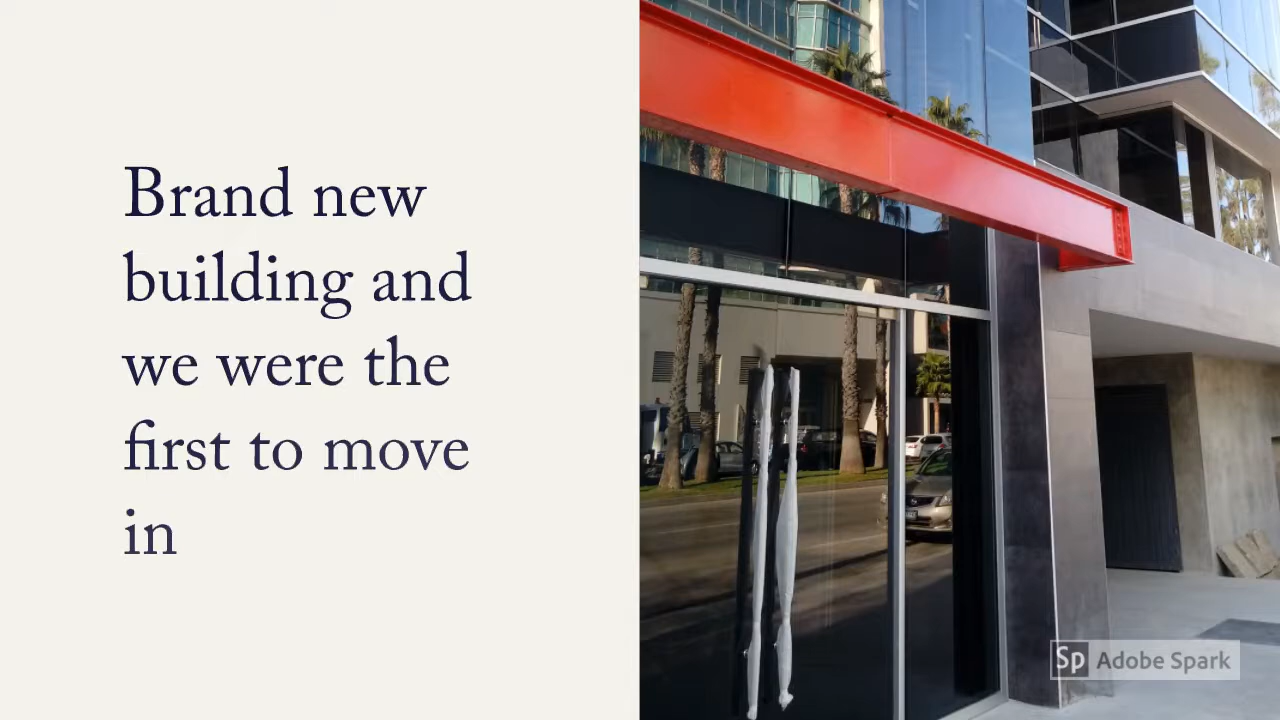 Brand new
building and
we were the
first to move
in
Sp Adobe Spark